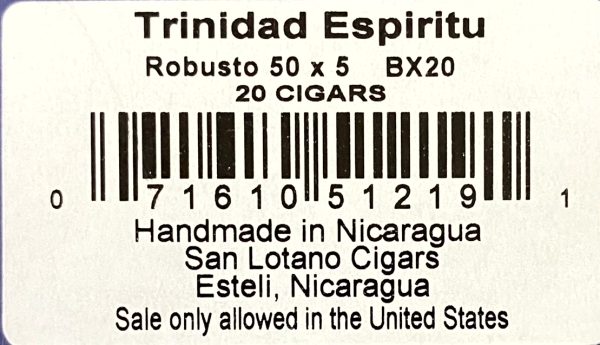 Trinidad Espiritu
Robusto 50 x 5 BX20
20 CIGARS
0 71610 51219 1
Handmade in Nicaragua
San Lotano Cigars
Esteli, Nicaragua
Sale only allowed in the United States